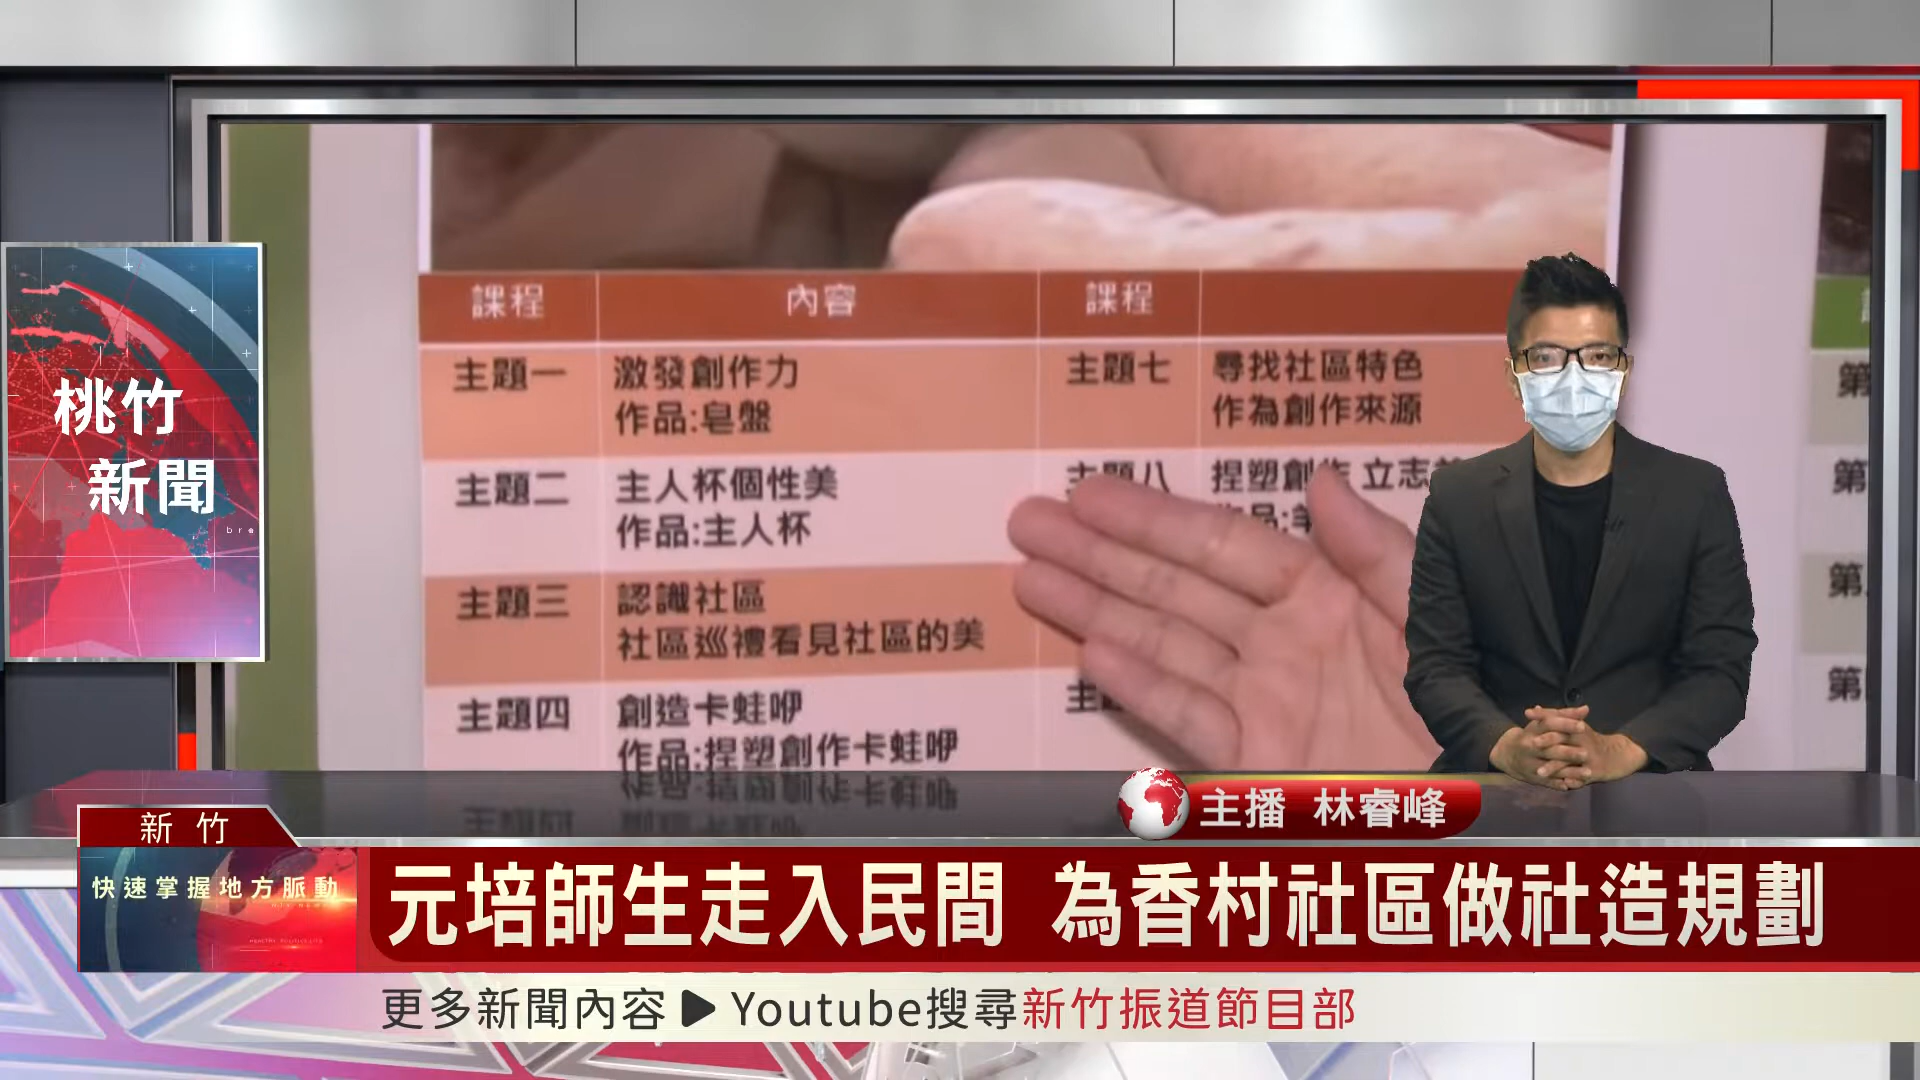 桃竹
新聞
課程 內容 課程
主題一 激發創作力
作品:皂盤
主題七 尋找社區特色
作為創作來源
主題二 主人杯個性美
作品:主人杯
捏塑創作 立志
主題三 認識社區
社區巡禮看見社區的美
主題四 創造卡蛙咿
作品:捏塑創作卡蛙咿
主播 林睿峰
新竹
快速掌握地方脈動
元培師生走入民間 為香村社區做社造規劃
更多新聞內容▶Youtube搜尋新竹振道節目部